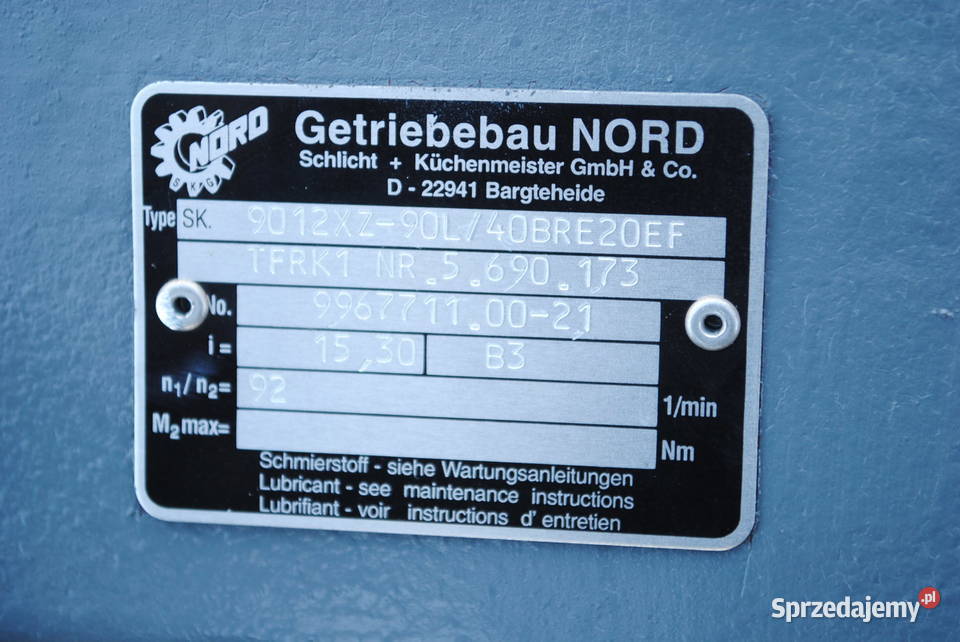 NORD
SKG
Getriebebau NORD
Schlicht + Küchenmeister GmbH & Co.
D - 22941 Bargteheide
Type SK. 9012XZ-90L/40BRE20EF
TFRK1 NR.5.690.173
No. 9967711.00-21
i= 15,30 B3
n1/n2= 92 1/min
M2max= Nm
Schmierstoff - siehe Wartungsanleitungen
Lubricant - see maintenance instructions
Lubrifiant - voir instructions d'entretien
Sprzedajemy.pl